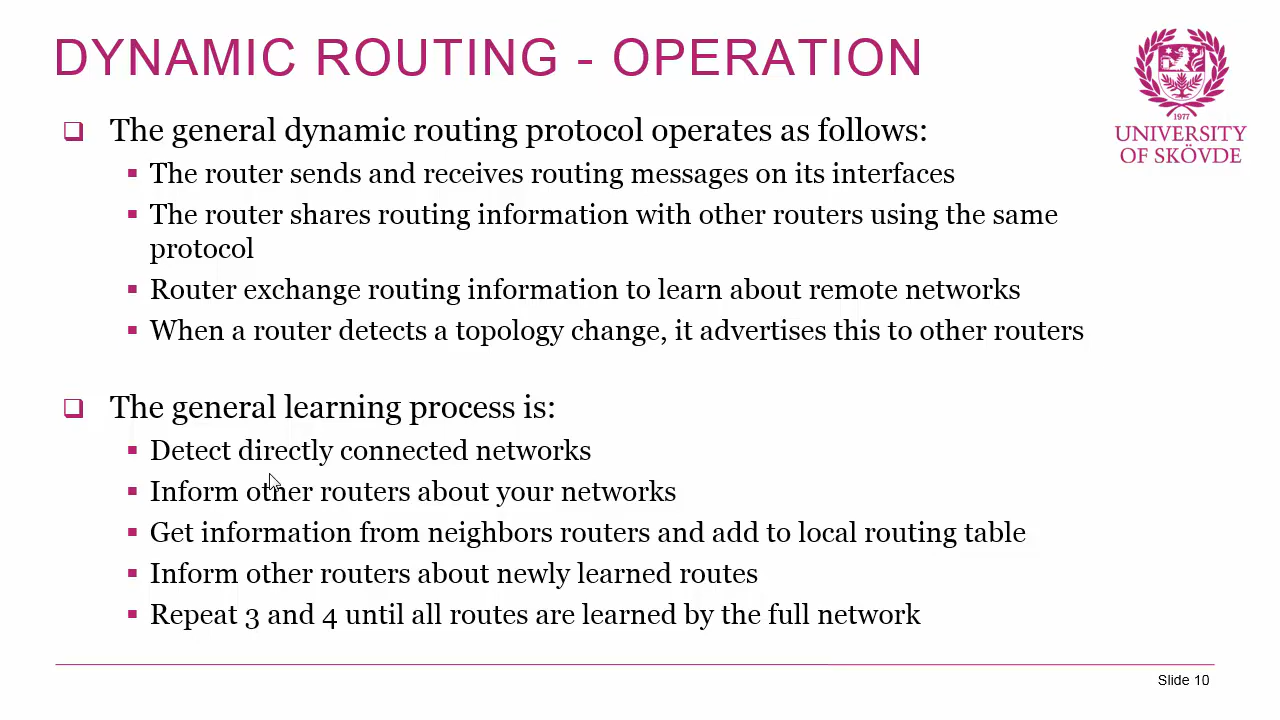 DYNAMIC ROUTING - OPERATION
1977
UNIVERSITY
OF SKÖVDE
The general dynamic routing protocol operates as follows:
The router sends and receives routing messages on its interfaces
The router shares routing information with other routers using the same
protocol
Router exchange routing information to learn about remote networks
When a router detects a topology change, it advertises this to other routers
The general learning process is:
Detect directly connected networks
Inform other routers about your networks
Get information from neighbors routers and add to local routing table
Inform other routers about newly learned routes
Repeat 3 and 4 until all routes are learned by the full network
Slide 10